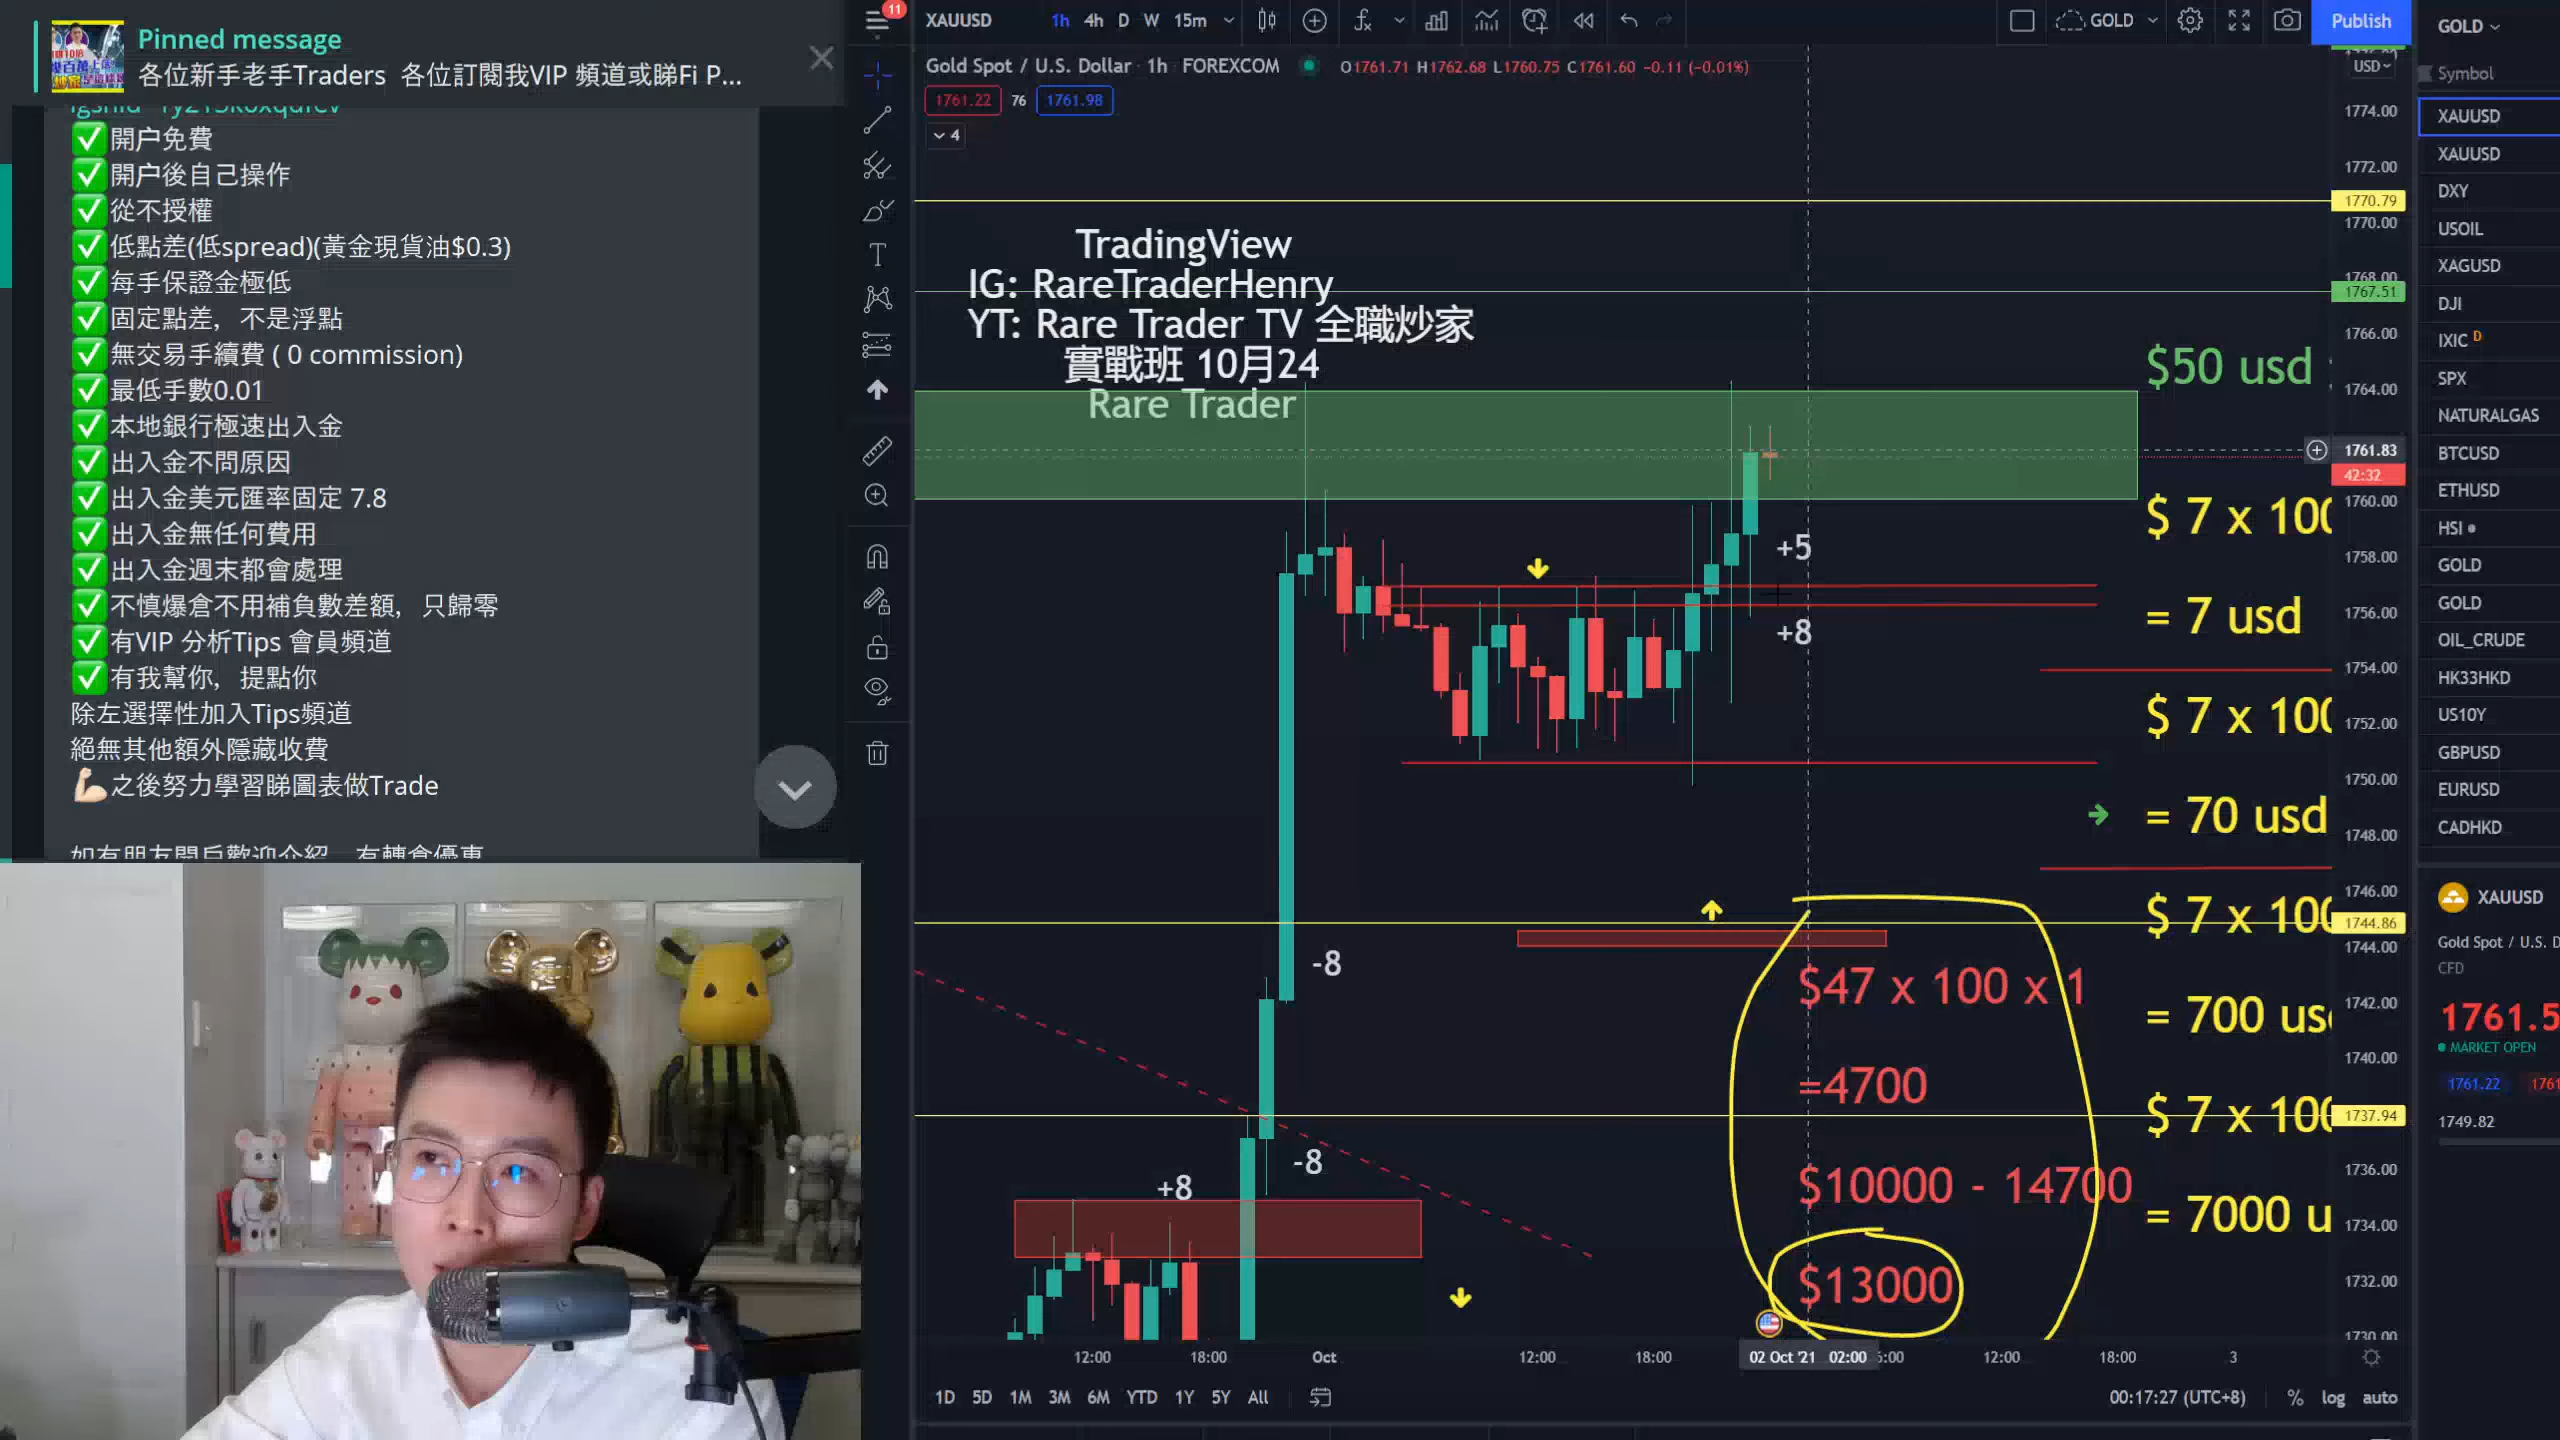 Pinned message
各位新手老手Traders 各位訂閱我VIP 頻道或睇Fi P...
✅開户免費
✅開户後自己操作
✅從不授權
✅低點差(低spread)(黃金現貨油$0.3)
✅每手保證金極低
✅固定點差，不是浮點
✅無交易手續費 ( 0 commission)
✅最低手數0.01
✅本地銀行極速出入金
✅出入金不問原因
✅出入金美元匯率固定 7.8
✅出入金無任何費用
✅出入金週末都會處理
✅不慎爆倉不用補負數差額，只歸零
✅有VIP 分析Tips 會員頻道
✅有我幫你，提點你
除左選擇性加入Tips頻道
絕無其他額外隱藏收費
💪🏻之後努力學習睇圖表做Trade
11
XAUUSD 1h 4h D W 15m
GOLD
Publish
Gold Spot / U.S. Dollar · 1h · FOREXCOM O1761.71 H1762.68 L1760.75 C1761.60 −0.11 (−0.01%)
1761.22 76 1761.98
4
TradingView
IG: RareTraderHenry
YT: Rare Trader TV 全職炒家
實戰班 10月24
Rare Trader
+5
+8
-8
-8
+8
$50 usd
$ 7 x 100
= 7 usd
$ 7 x 100
= 70 usd
$ 7 x 100
= 700 us
$ 7 x 100
= 7000 u
$47 x 100 x 1
=4700
$10000 - 14700
$13000
USD
1774.00
1772.00
1770.79
1770.00
1768.00
1767.51
1766.00
1764.00
1761.83
42:32
1760.00
1758.00
1756.00
1754.00
1752.00
1750.00
1748.00
1746.00
1744.86
1744.00
1742.00
1740.00
1737.94
1736.00
1734.00
1732.00
1730.00
12:00 18:00 Oct 12:00 18:00 02 Oct '21 02:00 :00 12:00 18:00 3
1D 5D 1M 3M 6M YTD 1Y 5Y All
00:17:27 (UTC+8) % log auto
GOLD
Symbol
XAUUSD
XAUUSD
DXY
USOIL
XAGUSD
DJI
IXIC D
SPX
NATURALGAS
BTCUSD
ETHUSD
HSI
GOLD
GOLD
OIL_CRUDE
HK33HKD
US10Y
GBPUSD
EURUSD
CADHKD
XAUUSD
Gold Spot / U.S. D
CFD
1761.5
MARKET OPEN
1761.22 1761
1749.82